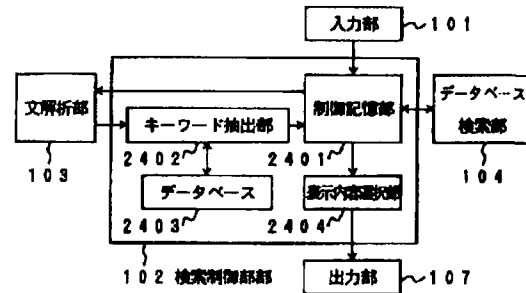 入力部
101
文解析部
103
キーワード抽出部
2402
制御記憶部
2401
データベース
検索部
104
データベース
2403
表示内容選択部
2404
102 検索制御部部
出力部
107